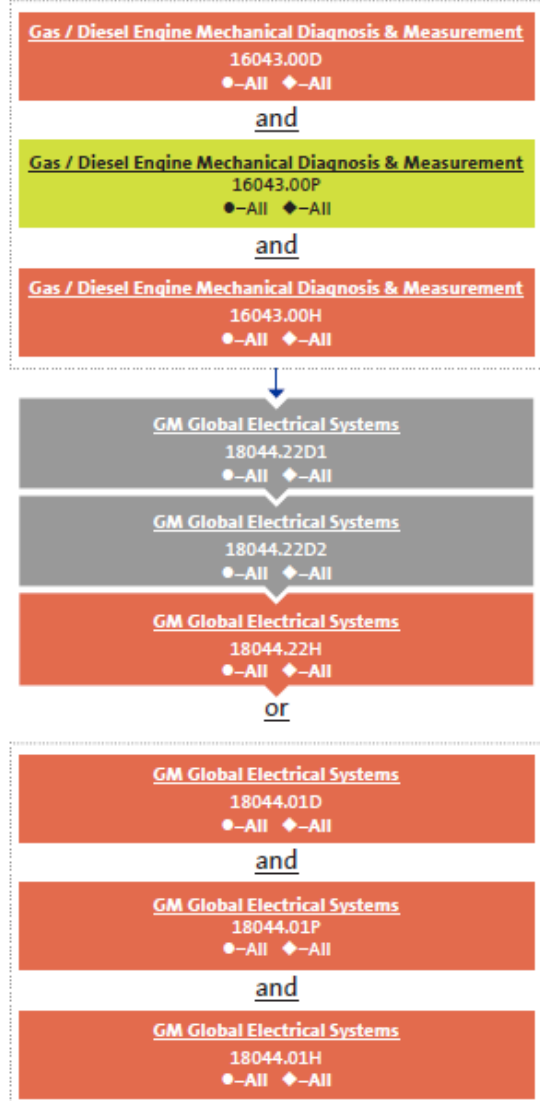 Gas / Diesel Engine Mechanical Diagnosis & Measurement
16043.00D
●–All ◆–All
and
Gas / Diesel Engine Mechanical Diagnosis & Measurement
16043.00P
●–All ◆–All
and
Gas / Diesel Engine Mechanical Diagnosis & Measurement
16043.00H
●–All ◆–All
GM Global Electrical Systems
18044.22D1
●–All ◆–All
GM Global Electrical Systems
18044.22D2
●–All ◆–All
GM Global Electrical Systems
18044.22H
●–All ◆–All
or
GM Global Electrical Systems
18044.01D
●–All ◆–All
and
GM Global Electrical Systems
18044.01P
●–All ◆–All
and
GM Global Electrical Systems
18044.01H
●–All ◆–All